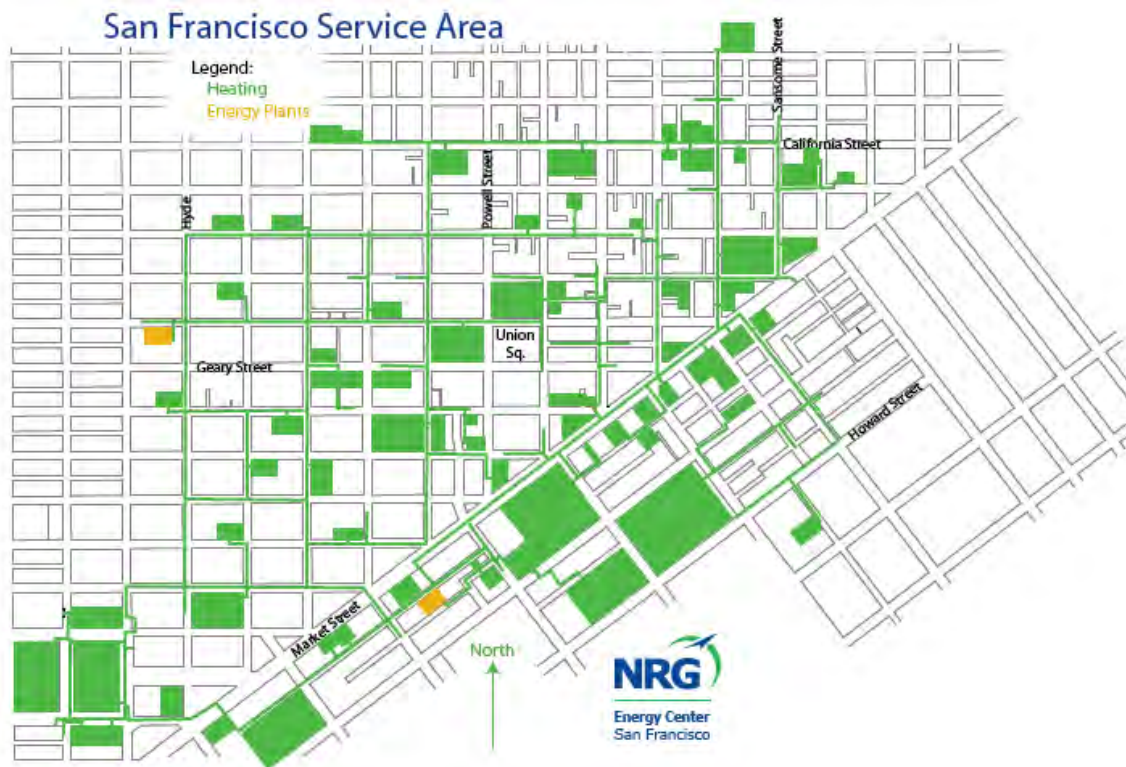 San Francisco Service Area
Legend:
Heating
Energy Plants
Sansome Street
California Street
Hyde
Powell Street
Union
Sq.
Geary Street
Howard Street
Market Street
North
NRG
Energy Center
San Francisco